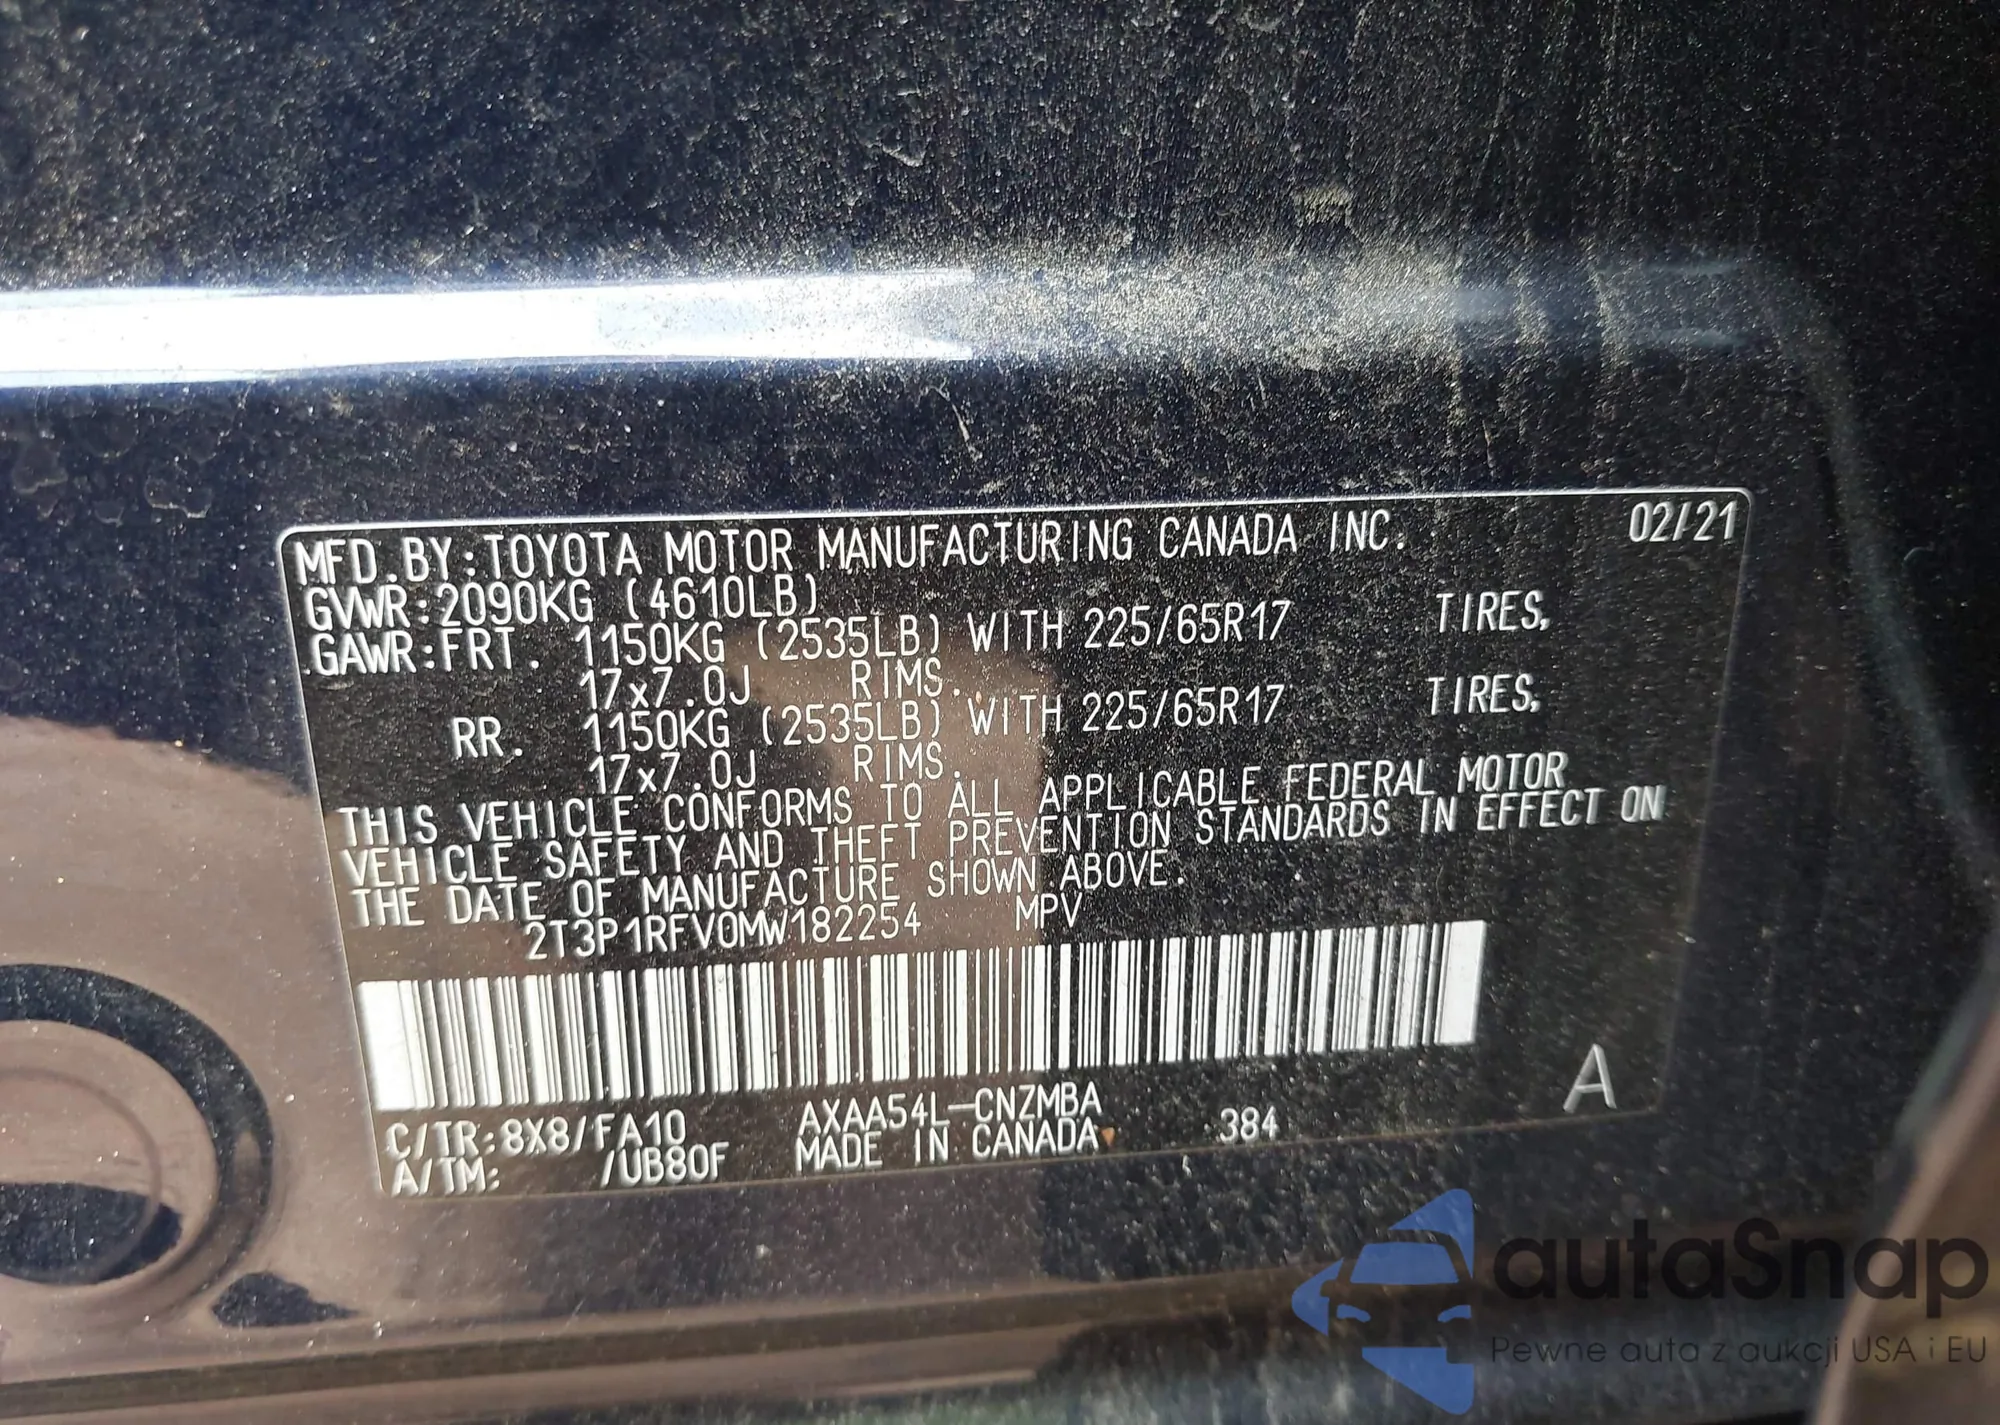 MFD.BY:TOYOTA MOTOR MANUFACTURING CANADA INC. 02/21
GVWR:2090KG (4610LB)
GAWR:FRT. 1150KG (2535LB) WITH 225/65R17 TIRES,
17x7.0J RIMS.
RR. 1150KG (2535LB) WITH 225/65R17 TIRES,
17x7.0J RIMS.
THIS VEHICLE CONFORMS TO ALL APPLICABLE FEDERAL MOTOR
VEHICLE SAFETY AND THEFT PREVENTION STANDARDS IN EFFECT ON
THE DATE OF MANUFACTURE SHOWN ABOVE.
2T3P1RFV0MW182254 MPV
A
C/TR:8X8/FA10 AXAA54L-CNZMBA 384
A/TM: /UB80F MADE IN CANADA
autaSnap
Pewne auta z aukcji USA i EU